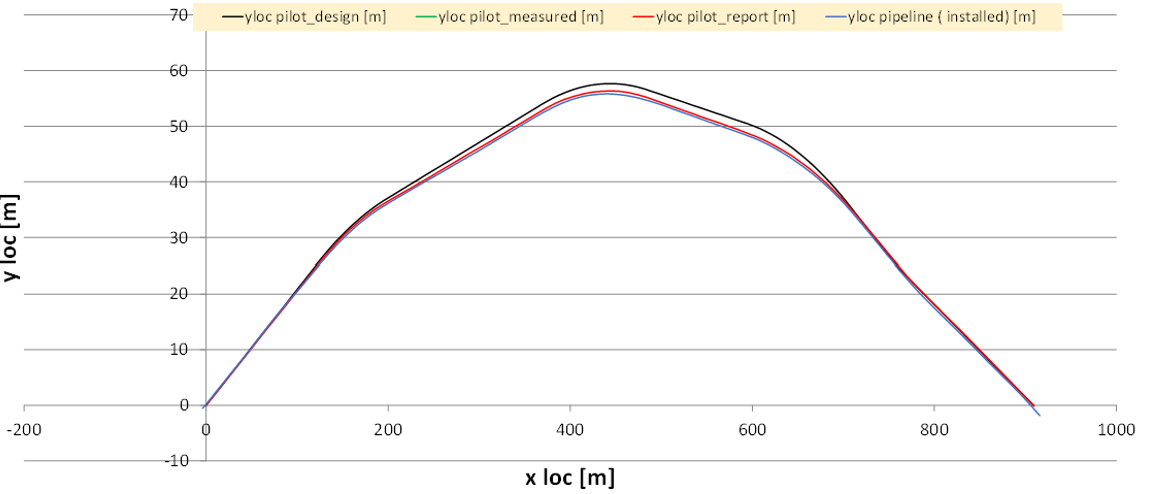 70
yloc pilot_design [m] yloc pilot_measured [m] yloc pilot_report [m] yloc pipeline ( installed) [m]
60
50
40
30
20
10
0
-200 0 200 400 600 800 1000
-10
y loc [m]
x loc [m]